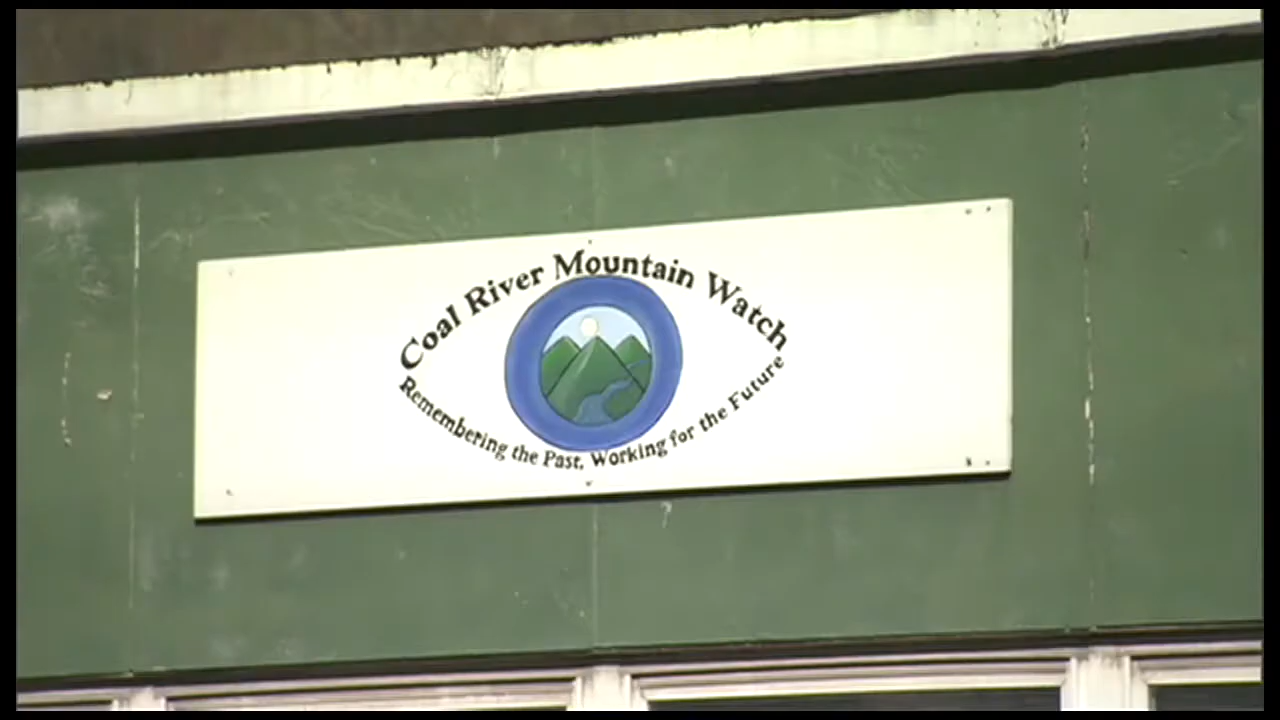 Coal River Mountain Watch
Remembering the Past, Working for the Future